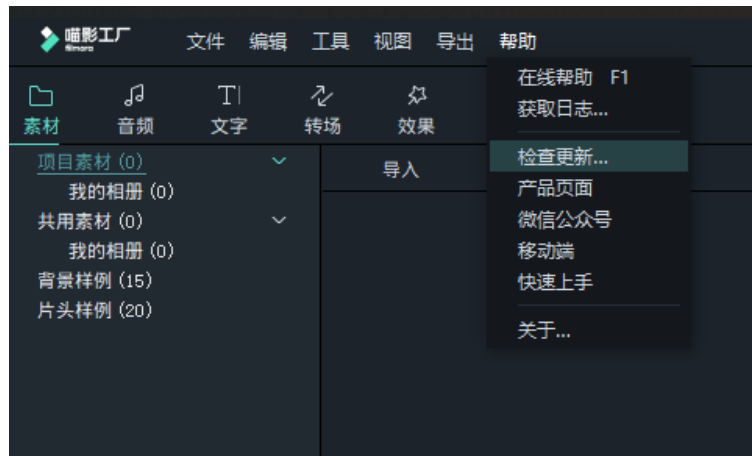 喵影工厂
filmora
文件 编辑 工具 视图 导出 帮助
素材 音频 文字 转场 效果
在线帮助 F1
获取日志...
检查更新...
产品页面
微信公众号
移动端
快速上手
关于...
项目素材 (0)
我的相册 (0)
共用素材 (0)
我的相册 (0)
背景样例 (15)
片头样例 (20)
导入